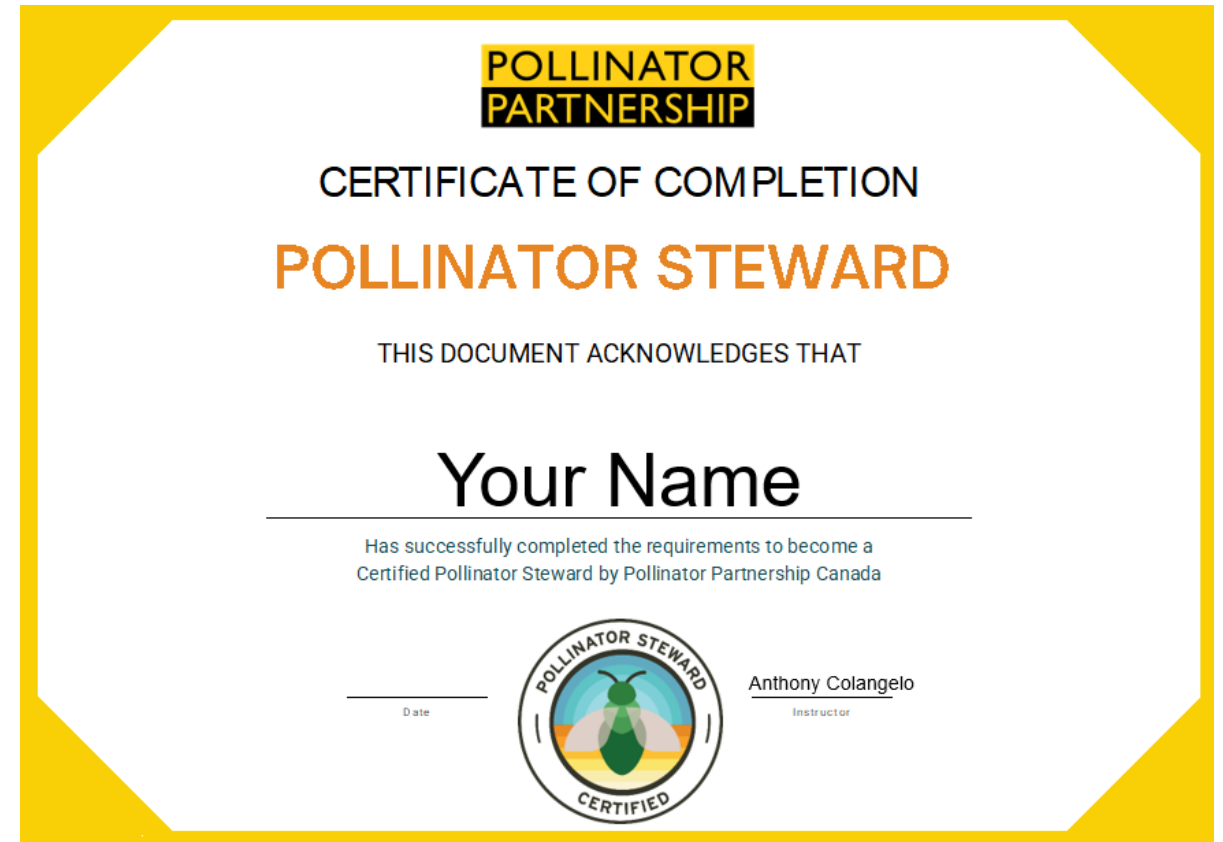 POLLINATOR
PARTNERSHIP
CERTIFICATE OF COMPLETION
POLLINATOR STEWARD
THIS DOCUMENT ACKNOWLEDGES THAT
Your Name
Has successfully completed the requirements to become a
Certified Pollinator Steward by Pollinator Partnership Canada
POLLINATOR STEWARD
CERTIFIED
Date
Anthony Colangelo
Instructor